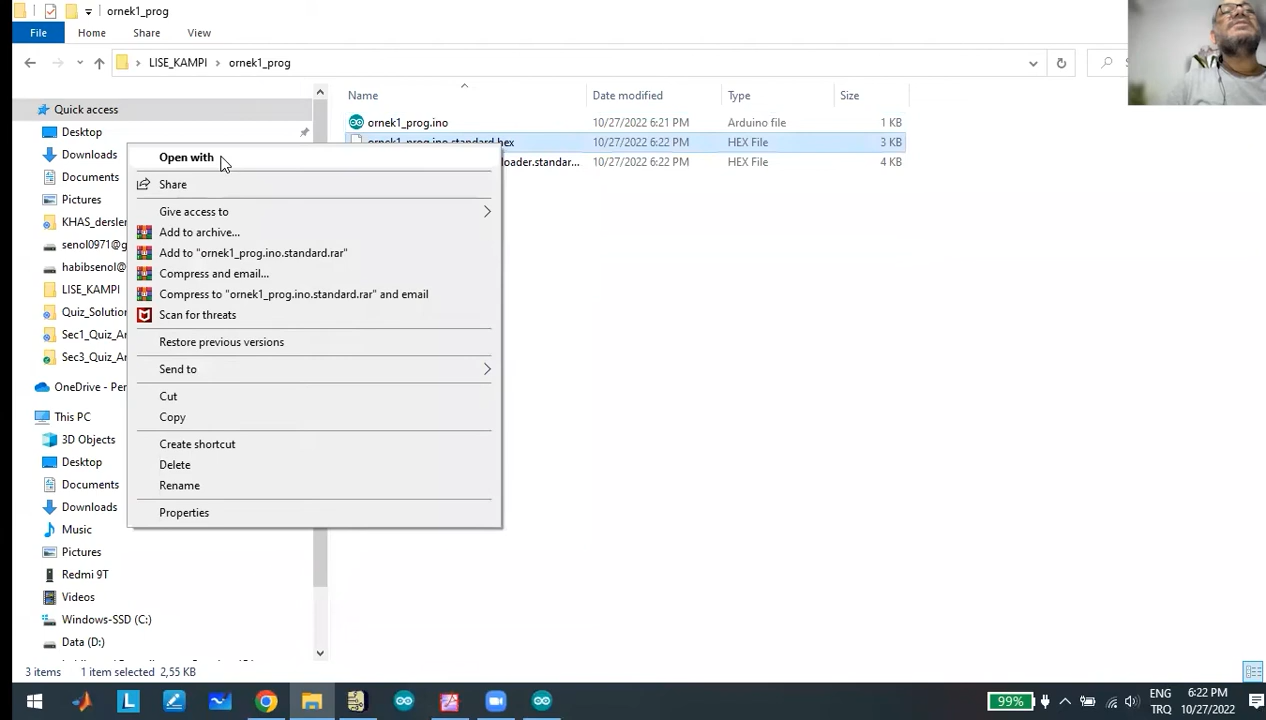 ornek1_prog
File Home Share View
LISE_KAMPI › ornek1_prog
Name Date modified Type Size
Quick access
ornek1_prog.ino 10/27/2022 6:21 PM Arduino file 1 KB
Desktop
ornek1_prog.ino.standard.hex 10/27/2022 6:22 PM HEX File 3 KB
Downloads
loader.standar... 10/27/2022 6:22 PM HEX File 4 KB
Documents
Pictures
KHAS_dersler
senol0971@g
habibsenol@
LISE_KAMPI
Quiz_Solution
Sec1_Quiz_Ar
Sec3_Quiz_Ar
OneDrive - Per
This PC
3D Objects
Desktop
Documents
Downloads
Music
Pictures
Redmi 9T
Videos
Windows-SSD (C:)
Data (D:)
Open with
Share
Give access to
Add to archive...
Add to "ornek1_prog.ino.standard.rar"
Compress and email...
Compress to "ornek1_prog.ino.standard.rar" and email
Scan for threats
Restore previous versions
Send to
Cut
Copy
Create shortcut
Delete
Rename
Properties
3 items 1 item selected 2,55 KB
99% ENG 6:22 PM
TRQ 10/27/2022